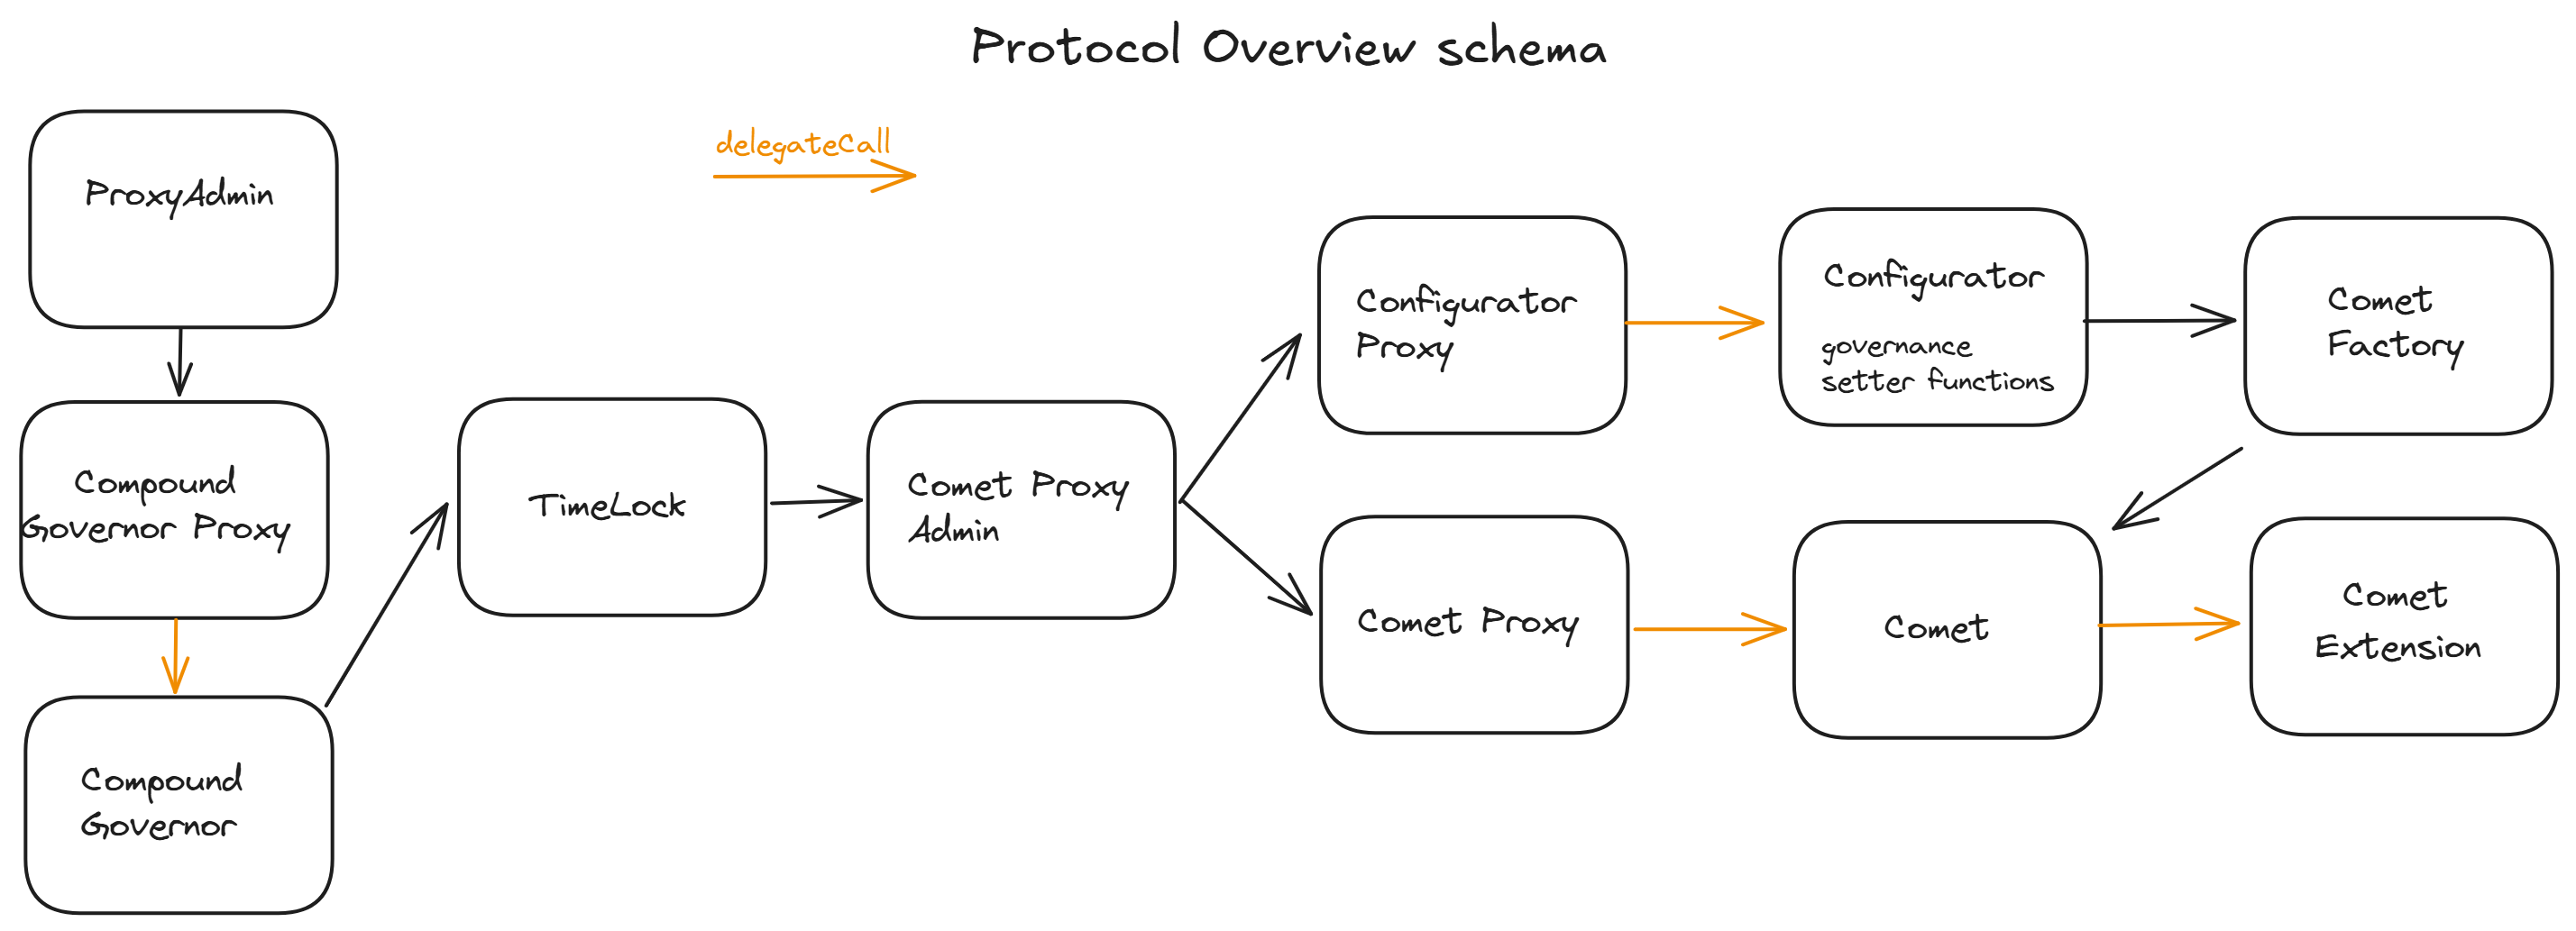 Protocol Overview schema
delegateCall
ProxyAdmin
Compound
Governor Proxy
Compound
Governor
TimeLock
Comet Proxy
Admin
Configurator
Proxy
Configurator
governance
setter functions
Comet
Factory
Comet Proxy
Comet
Comet
Extension